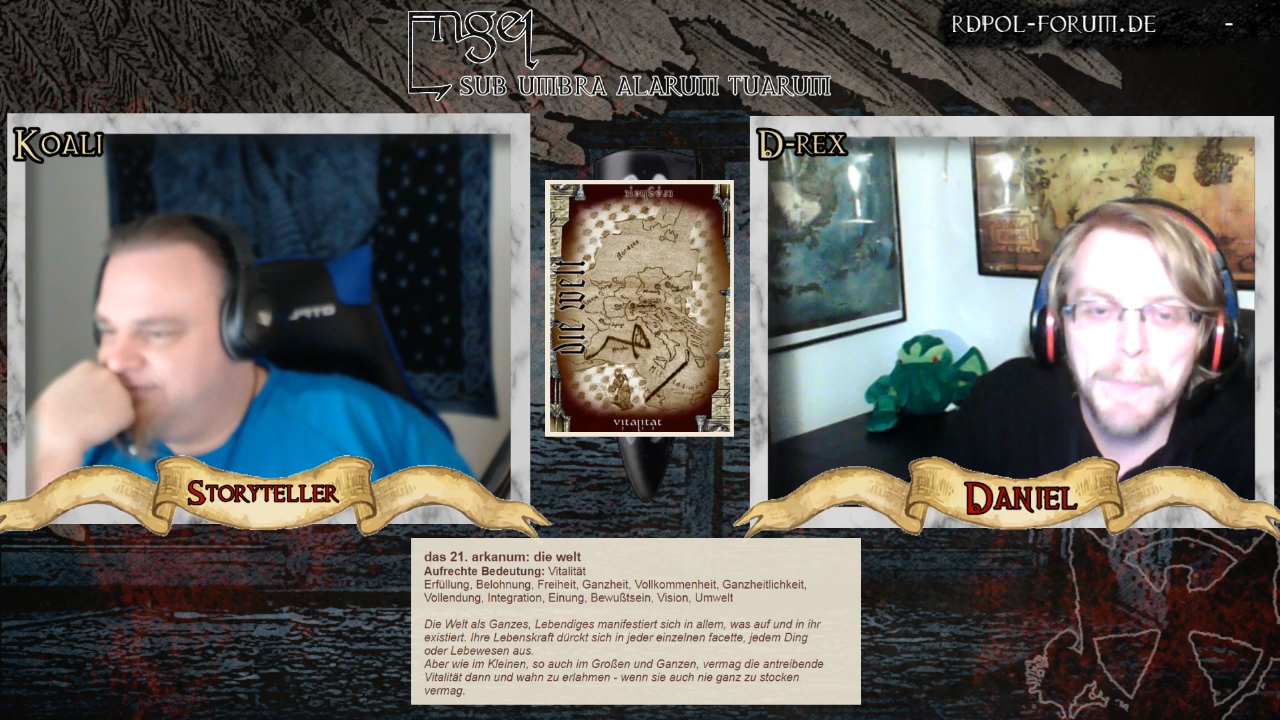 Engel
SUB UMBRA ALARUM TUARUM
RDPOL-FORUM.DE -
KOALI
D-REX
die welt
vitalität
STORYTELLER
DANIEL
das 21. arkanum: die welt
Aufrechte Bedeutung: Vitalität
Erfüllung, Belohnung, Freiheit, Ganzheit, Vollkommenheit, Ganzheitlichkeit,
Vollendung, Integration, Einung, Bewußtsein, Vision, Umwelt
Die Welt als Ganzes, Lebendiges manifestiert sich in allem, was auf und in ihr
existiert. Ihre Lebenskraft dürckt sich in jeder einzelnen facette, jedem Ding
oder Lebewesen aus.
Aber wie im Kleinen, so auch im Großen und Ganzen, vermag die antreibende
Vitalität dann und wahn zu erlahmen - wenn sie auch nie ganz zu stocken
vermag.